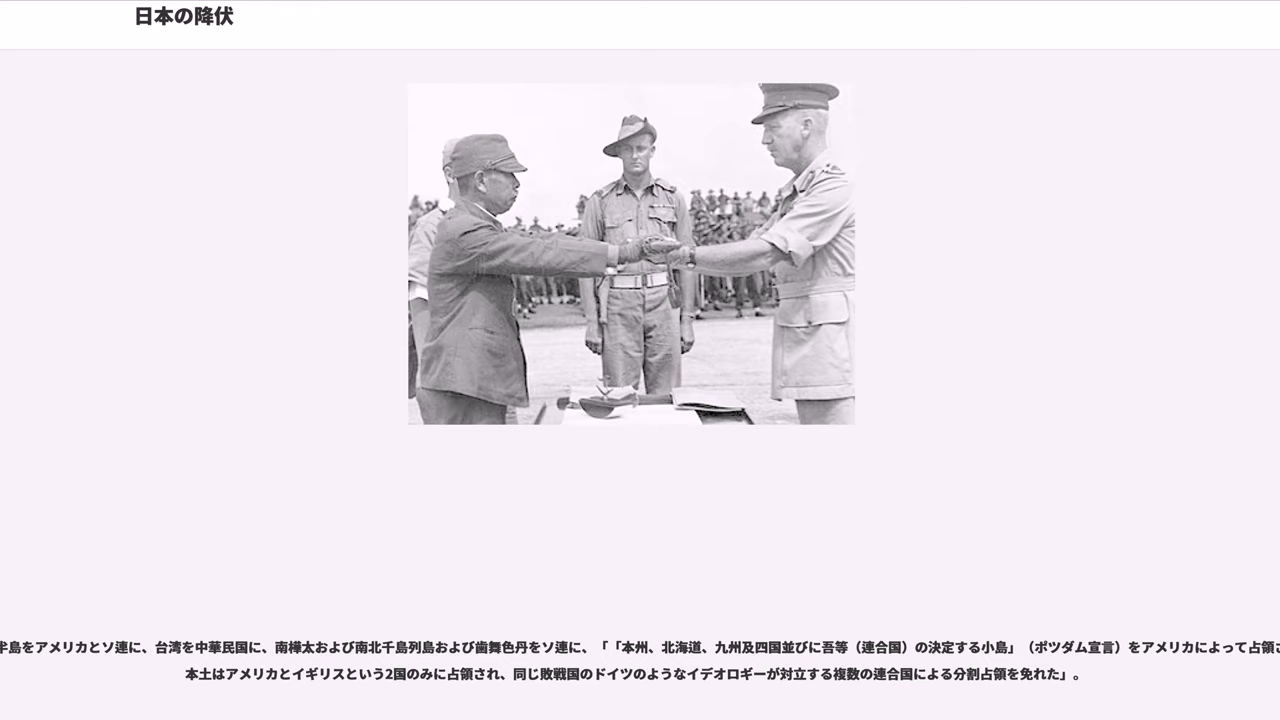 日本の降伏
半島をアメリカとソ連に、台湾を中華民国に、南樺太および南北千島列島および歯舞色丹をソ連に、「「本州、北海道、九州及四国並びに吾等（連合国）の決定する小島」（ポツダム宣言）をアメリカによって占領さ
本土はアメリカとイギリスという2国のみに占領され、同じ敗戦国のドイツのようなイデオロギーが対立する複数の連合国による分割占領を免れた」。